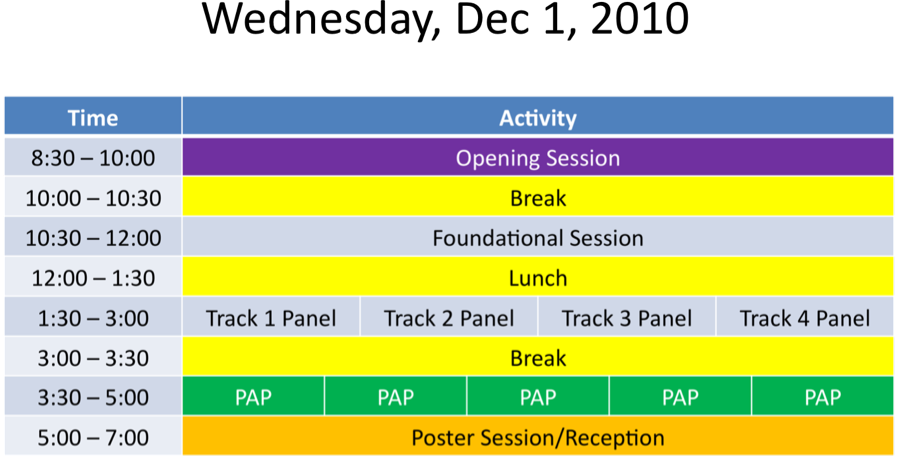 Wednesday, Dec 1, 2010
Time Activity
8:30 – 10:00 Opening Session
10:00 – 10:30 Break
10:30 – 12:00 Foundational Session
12:00 – 1:30 Lunch
1:30 – 3:00 Track 1 Panel Track 2 Panel Track 3 Panel Track 4 Panel
3:00 – 3:30 Break
3:30 – 5:00 PAP PAP PAP PAP PAP
5:00 – 7:00 Poster Session/Reception